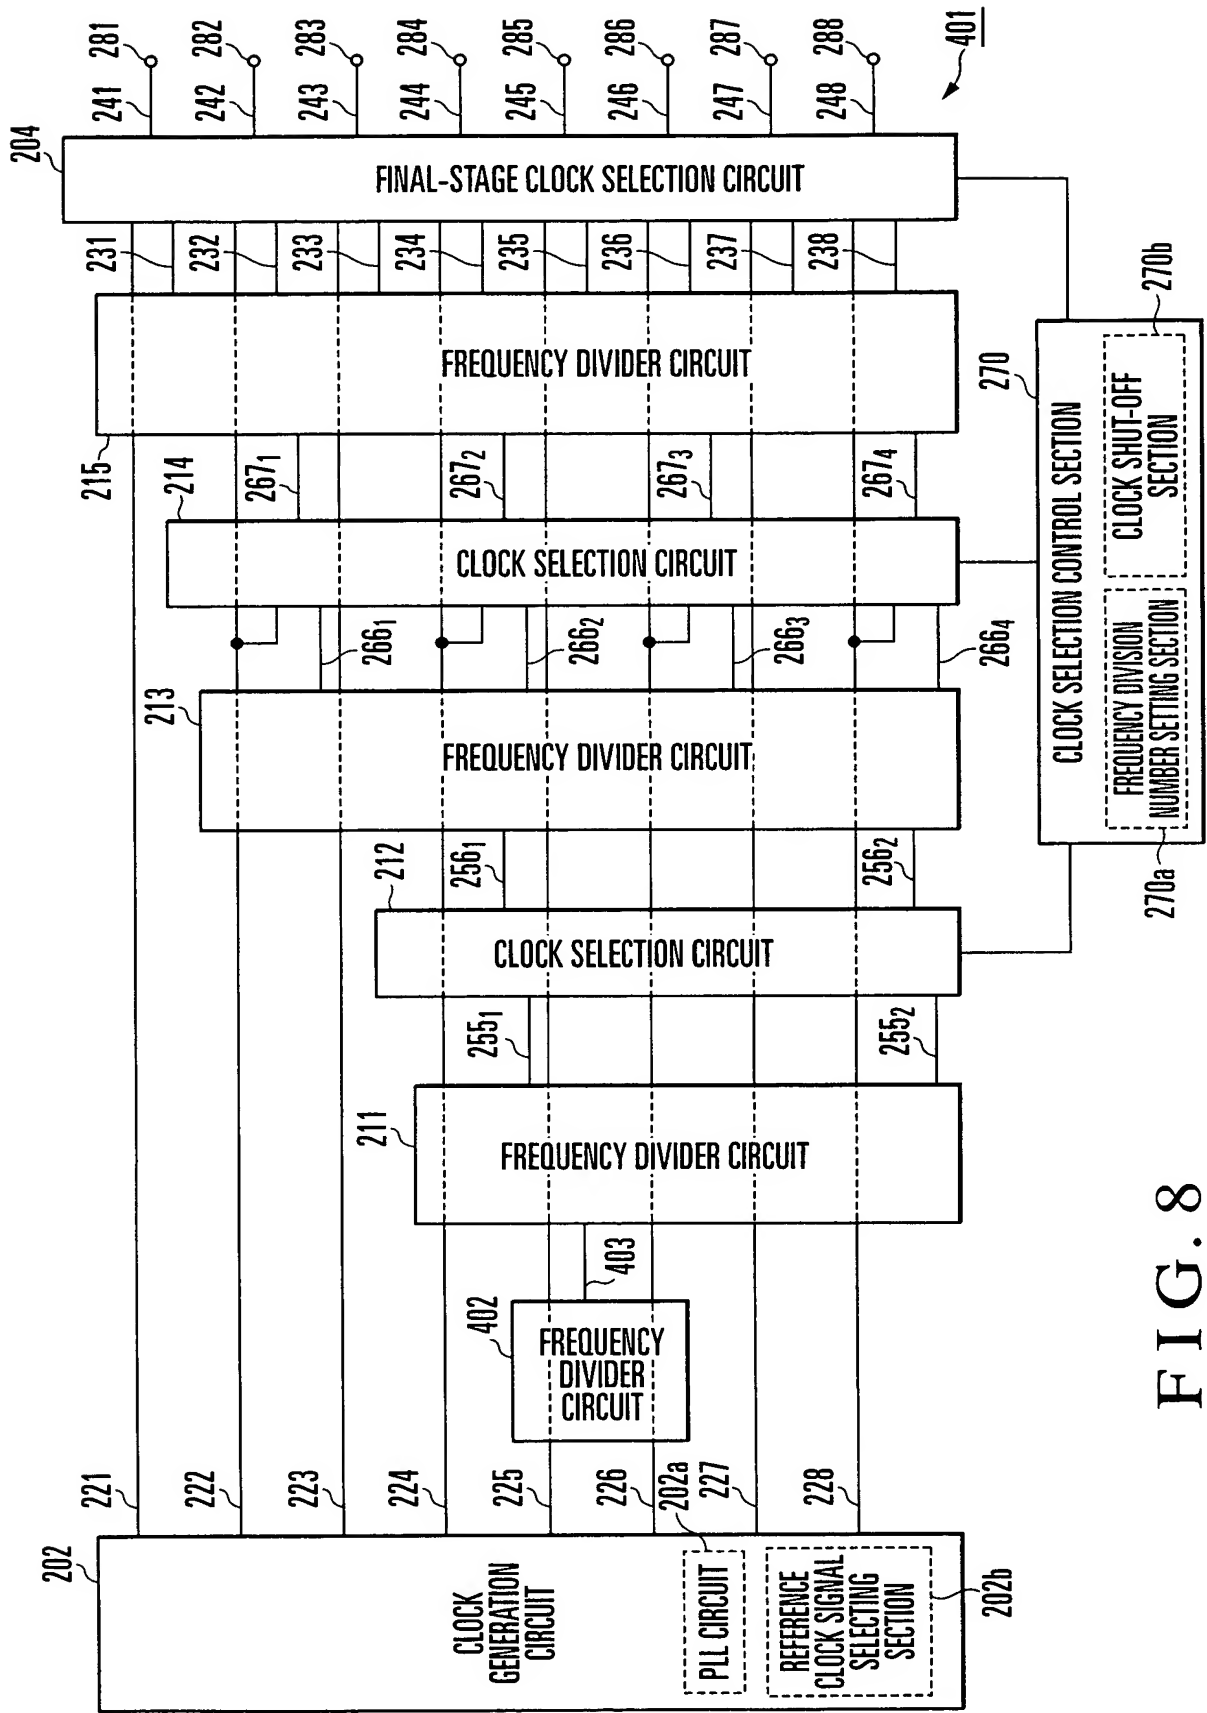 202
CLOCK
GENERATION
CIRCUIT
PLL CIRCUIT
202a
REFERENCE
CLOCK SIGNAL
SELECTING
SECTION
202b
221
222
223
224
225
226
227
228
402
FREQUENCY
DIVIDER
CIRCUIT
403
211
FREQUENCY DIVIDER CIRCUIT
2551
2552
212
CLOCK SELECTION CIRCUIT
2561
2562
213
FREQUENCY DIVIDER CIRCUIT
2661
2662
2663
2664
214
CLOCK SELECTION CIRCUIT
2671
2672
2673
2674
215
FREQUENCY DIVIDER CIRCUIT
231
232
233
234
235
236
237
238
204
FINAL-STAGE CLOCK SELECTION CIRCUIT
241
242
243
244
245
246
247
248
281
282
283
284
285
286
287
288
401
270
CLOCK SELECTION CONTROL SECTION
270a
FREQUENCY DIVISION
NUMBER SETTING SECTION
270b
CLOCK SHUT-OFF
SECTION
FIG. 8